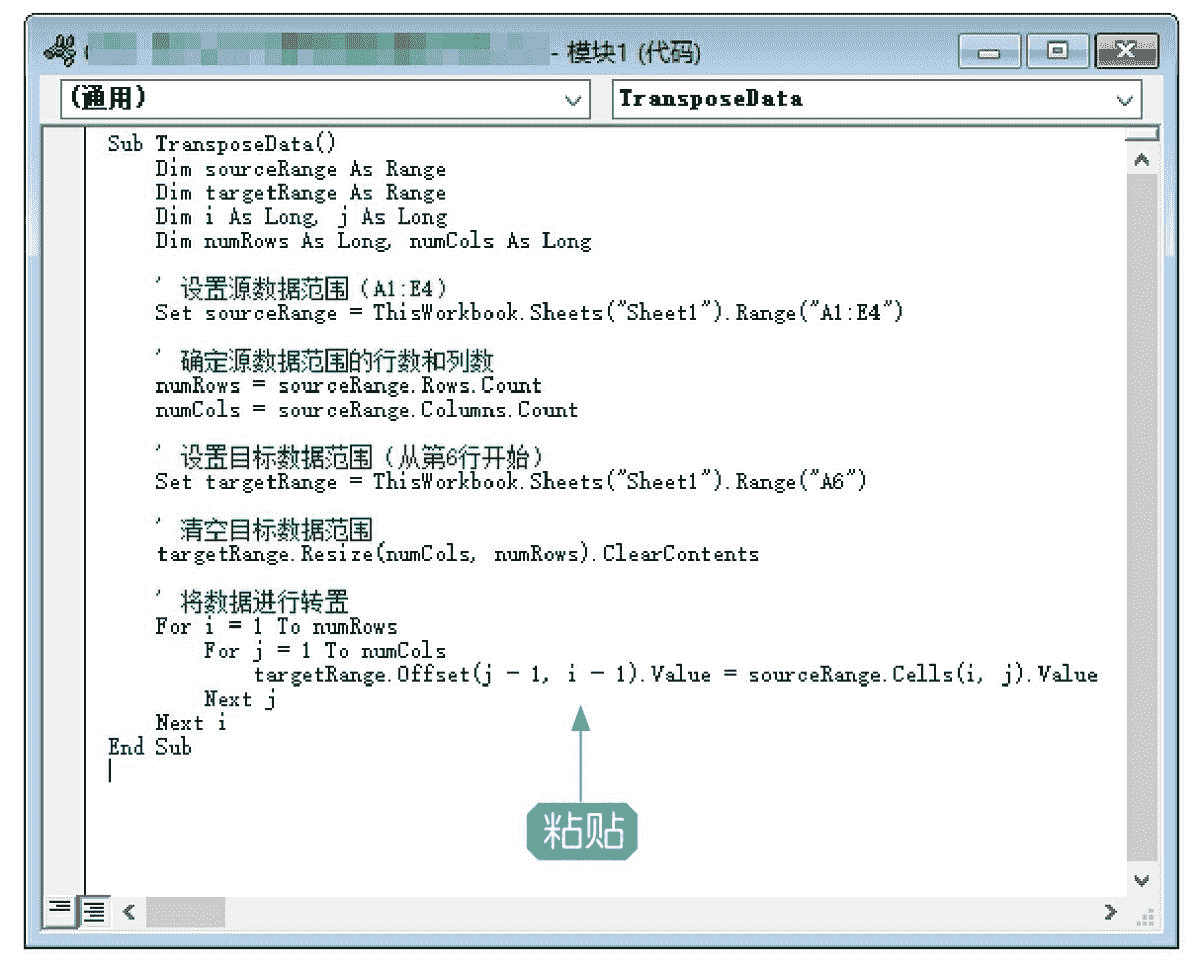 - 模块1 (代码)
(通用)
TransposeData
Sub TransposeData()
    Dim sourceRange As Range
    Dim targetRange As Range
    Dim i As Long, j As Long
    Dim numRows As Long, numCols As Long

    ' 设置源数据范围（A1:E4）
    Set sourceRange = ThisWorkbook.Sheets("Sheet1").Range("A1:E4")

    ' 确定源数据范围的行数和列数
    numRows = sourceRange.Rows.Count
    numCols = sourceRange.Columns.Count

    ' 设置目标数据范围（从第6行开始）
    Set targetRange = ThisWorkbook.Sheets("Sheet1").Range("A6")

    ' 清空目标数据范围
    targetRange.Resize(numCols, numRows).ClearContents

    ' 将数据进行转置
    For i = 1 To numRows
        For j = 1 To numCols
            targetRange.Offset(j - 1, i - 1).Value = sourceRange.Cells(i, j).Value
        Next j
    Next i
End Sub
粘贴